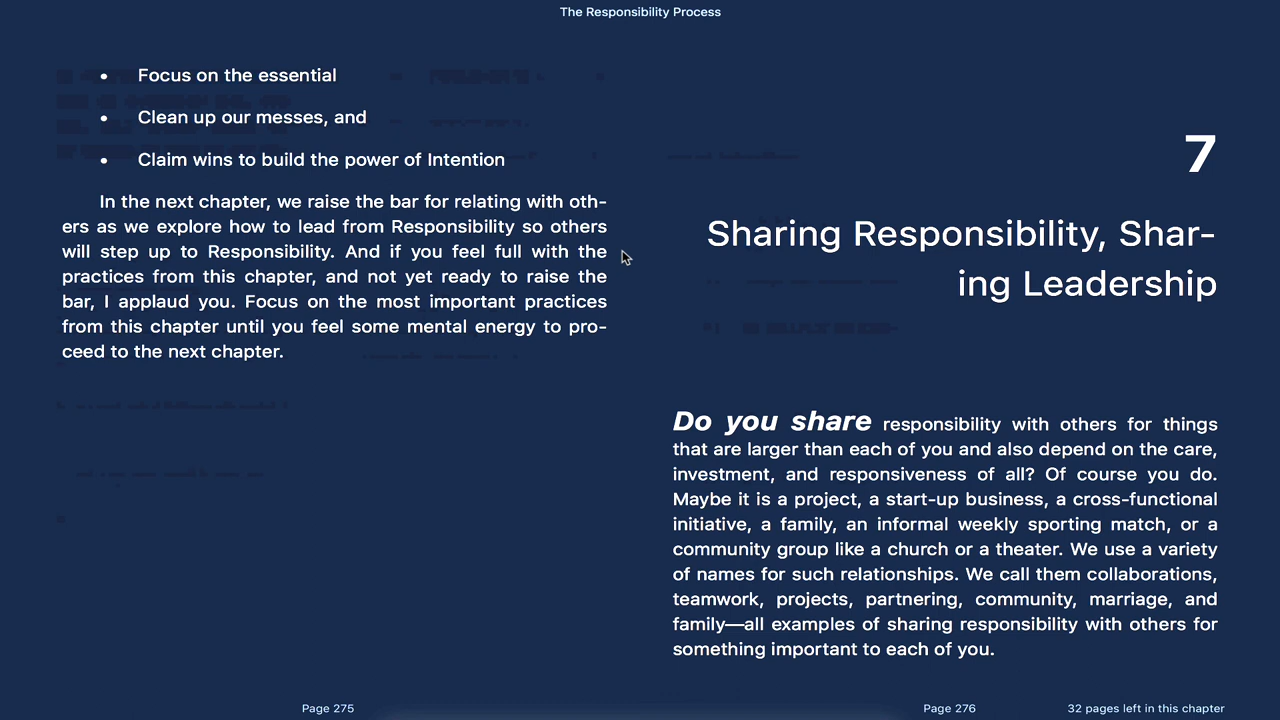 The Responsibility Process
• Focus on the essential
• Clean up our messes, and
• Claim wins to build the power of Intention
In the next chapter, we raise the bar for relating with oth-
ers as we explore how to lead from Responsibility so others
will step up to Responsibility. And if you feel full with the
practices from this chapter, and not yet ready to raise the
bar, I applaud you. Focus on the most important practices
from this chapter until you feel some mental energy to pro-
ceed to the next chapter.
Page 275
7
Sharing Responsibility, Shar-
ing Leadership
Do you share responsibility with others for things
that are larger than each of you and also depend on the care,
investment, and responsiveness of all? Of course you do.
Maybe it is a project, a start-up business, a cross-functional
initiative, a family, an informal weekly sporting match, or a
community group like a church or a theater. We use a variety
of names for such relationships. We call them collaborations,
teamwork, projects, partnering, community, marriage, and
family—all examples of sharing responsibility with others for
something important to each of you.
Page 276
32 pages left in this chapter